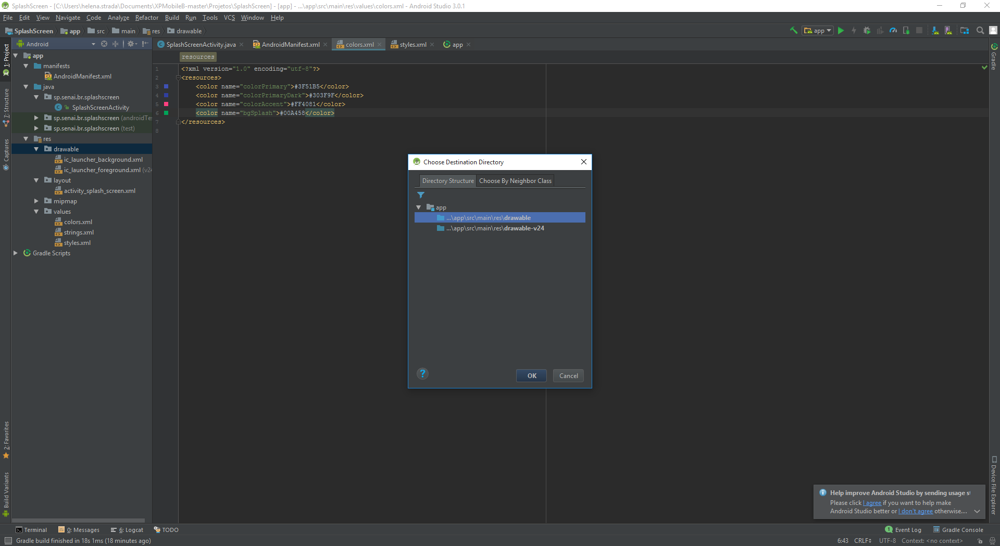 SplashScreen - [C:\Users\helena.strada\Documents\XPMobileB-master\Projetos\SplashScreen] - [app] - ...\app\src\main\res\values\colors.xml - Android Studio 3.0.1
File Edit View Navigate Code Analyze Refactor Build Run Tools VCS Window Help
SplashScreen app src main res drawable
app
Android
SplashScreenActivity.java AndroidManifest.xml colors.xml styles.xml app
resources
1: Project
7: Structure
Captures
2: Favorites
Build Variants
app
manifests
AndroidManifest.xml
java
sp.senai.br.splashscreen
SplashScreenActivity
sp.senai.br.splashscreen (androidTes
sp.senai.br.splashscreen (test)
res
drawable
ic_launcher_background.xml
ic_launcher_foreground.xml (v24
layout
activity_splash_screen.xml
mipmap
values
colors.xml
strings.xml
styles.xml
Gradle Scripts
1 <?xml version="1.0" encoding="utf-8"?>
2 <resources>
3 <color name="colorPrimary">#3F51B5</color>
4 <color name="colorPrimaryDark">#303F9F</color>
5 <color name="colorAccent">#FF4081</color>
6 <color name="bgSplash">#00A458</color>
7 </resources>
8
Choose Destination Directory
Directory Structure Choose By Neighbor Class
app
...\app\src\main\res\drawable
...\app\src\main\res\drawable-v24
?
OK Cancel
Gradle
Device File Explorer
Help improve Android Studio by sending usage st
Please click I agree if you want to help make
Android Studio better or I don't agree otherwise....
Terminal 0: Messages 6: Logcat TODO
1 Event Log Gradle Console
Gradle build finished in 18s 1ms (18 minutes ago)
6:43 CRLF UTF-8 Context: <no context>